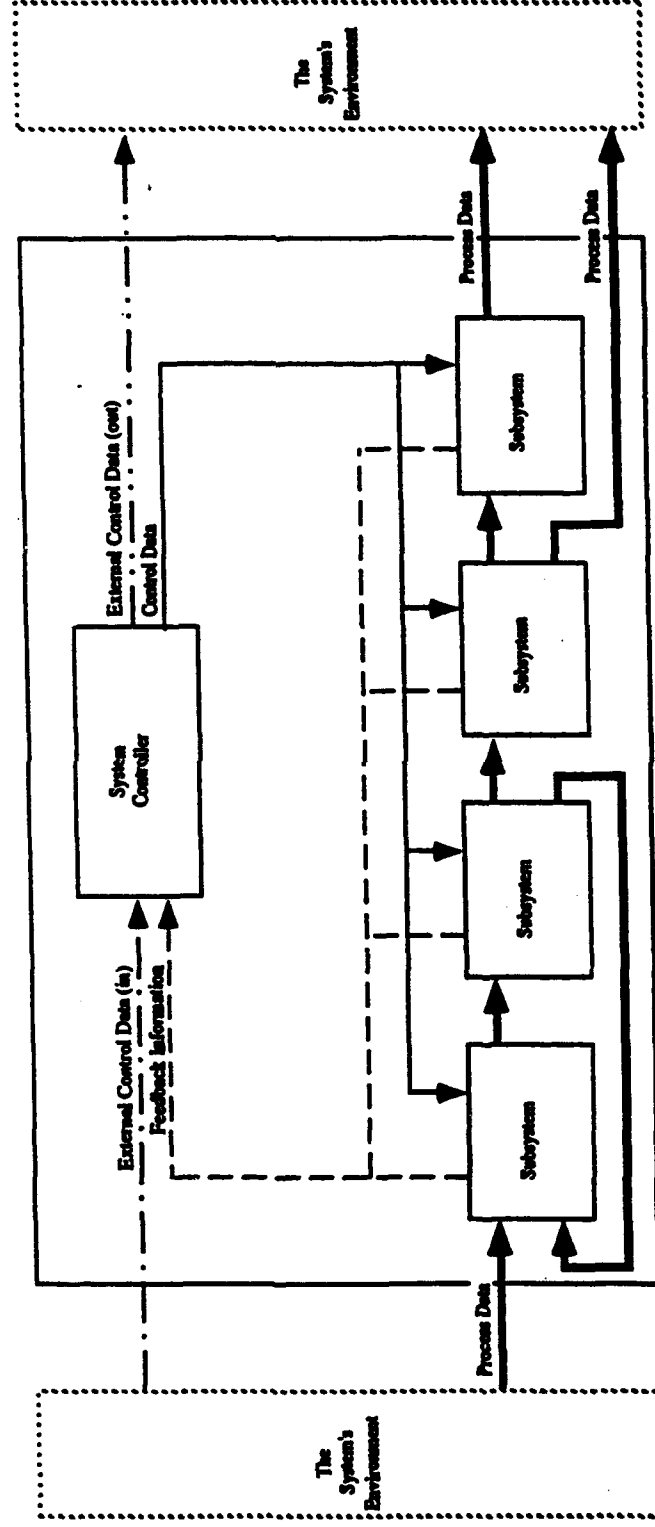 The
System's
Environment
External Control Data (in)
Feedback Information
System
Controller
External Control Data (out)
Control Data
The
System's
Environment
Process Data
Subsystem
Subsystem
Subsystem
Subsystem
Process Data
Process Data